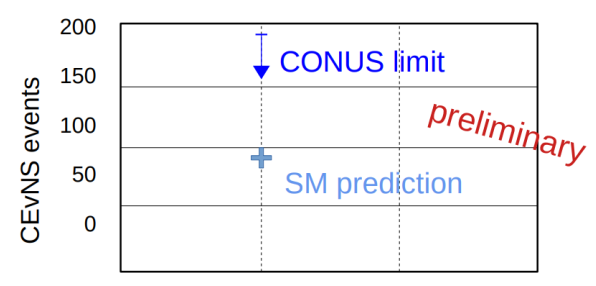 200
CONUS limit
150
preliminary
100
50
SM prediction
0
CEvNS events